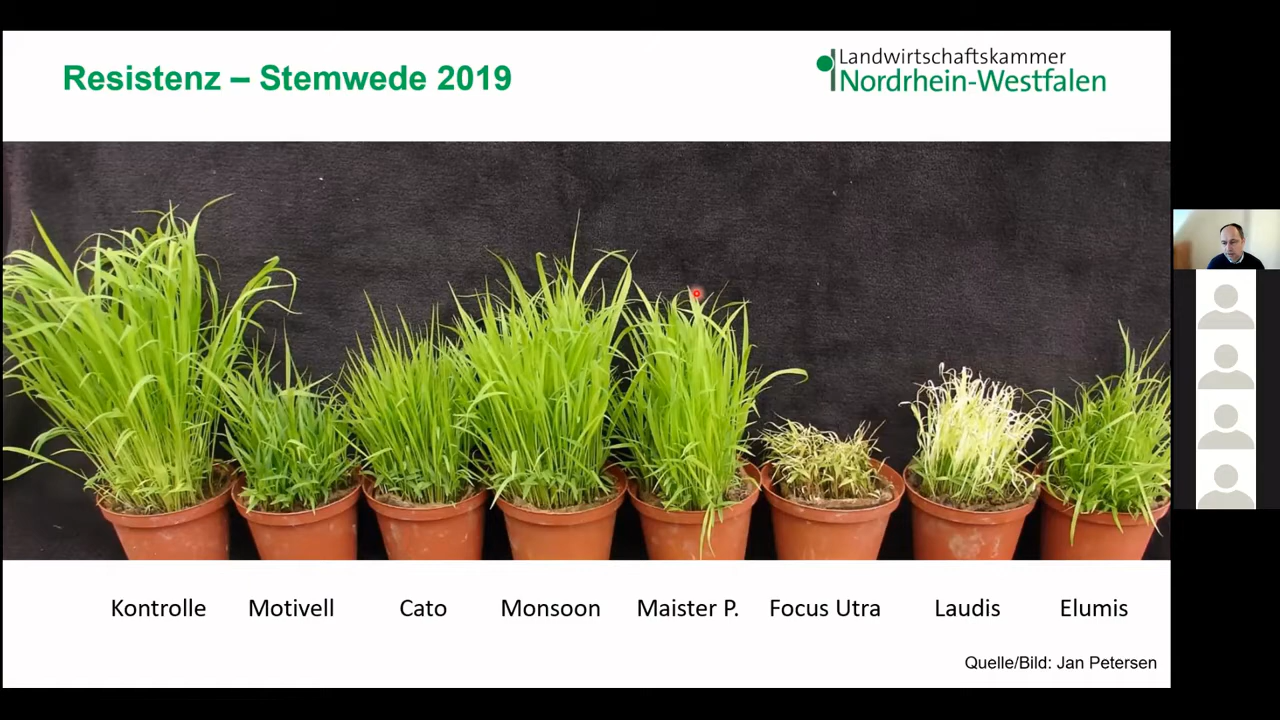 Resistenz – Stemwede 2019
Landwirtschaftskammer
Nordrhein-Westfalen
Kontrolle Motivell Cato Monsoon Maister P. Focus Utra Laudis Elumis
Quelle/Bild: Jan Petersen